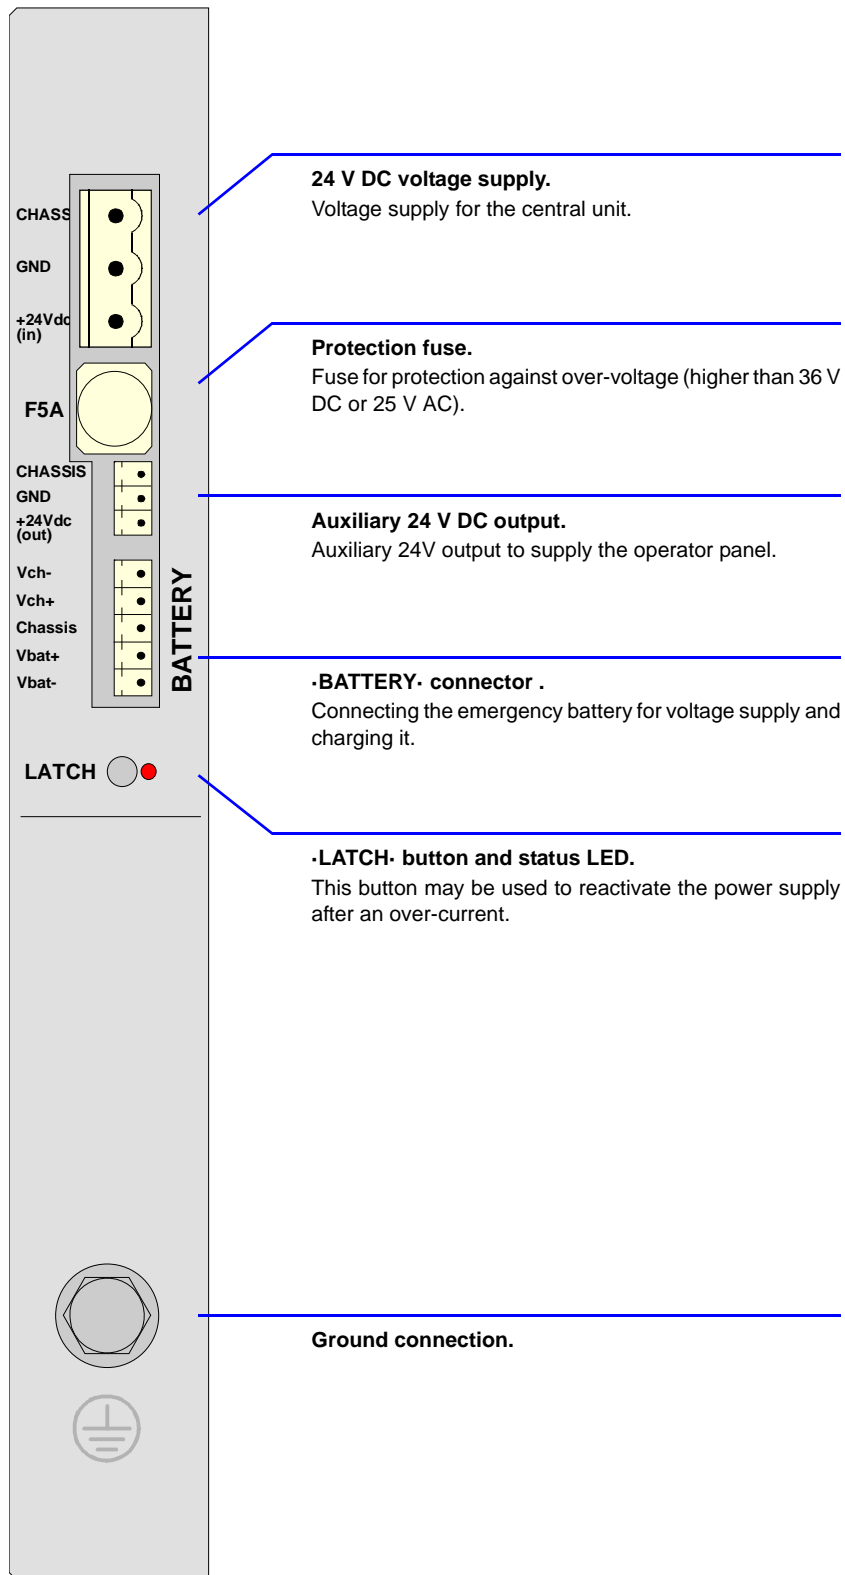 24 V DC voltage supply.
Voltage supply for the central unit.
CHASS
GND
+24Vdc
(in)
Protection fuse.
Fuse for protection against over-voltage (higher than 36 V
DC or 25 V AC).
F5A
CHASSIS
GND
+24Vdc
(out)
Auxiliary 24 V DC output.
Auxiliary 24V output to supply the operator panel.
Vch-
Vch+
Chassis
Vbat+
Vbat-
BATTERY
·BATTERY· connector .
Connecting the emergency battery for voltage supply and
charging it.
LATCH
·LATCH· button and status LED.
This button may be used to reactivate the power supply
after an over-current.
Ground connection.